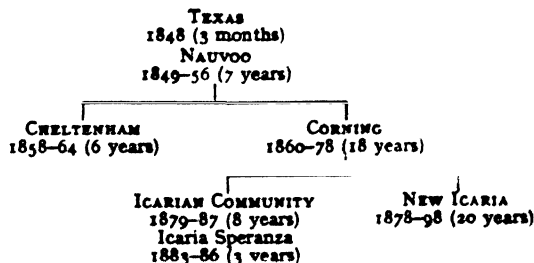 TEXAS
1848 (3 months)
NAUVOO
1849–56 (7 years)
CHELTENHAM
1858–64 (6 years)
CORNING
1860–78 (18 years)
ICARIAN COMMUNITY
1879–87 (8 years)
Icaria Speranza
1883–86 (3 years)
NEW ICARIA
1878–98 (20 years)